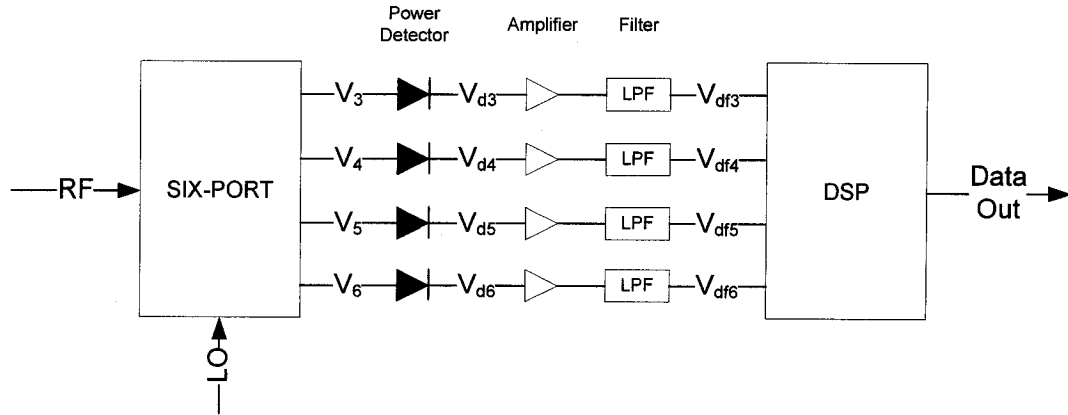 Power
Detector
Amplifier
Filter
V3
Vd3
LPF
Vdf3
V4
Vd4
LPF
Vdf4
RF
SIX-PORT
DSP
Data
Out
V5
Vd5
LPF
Vdf5
V6
Vd6
LPF
Vdf6
LO